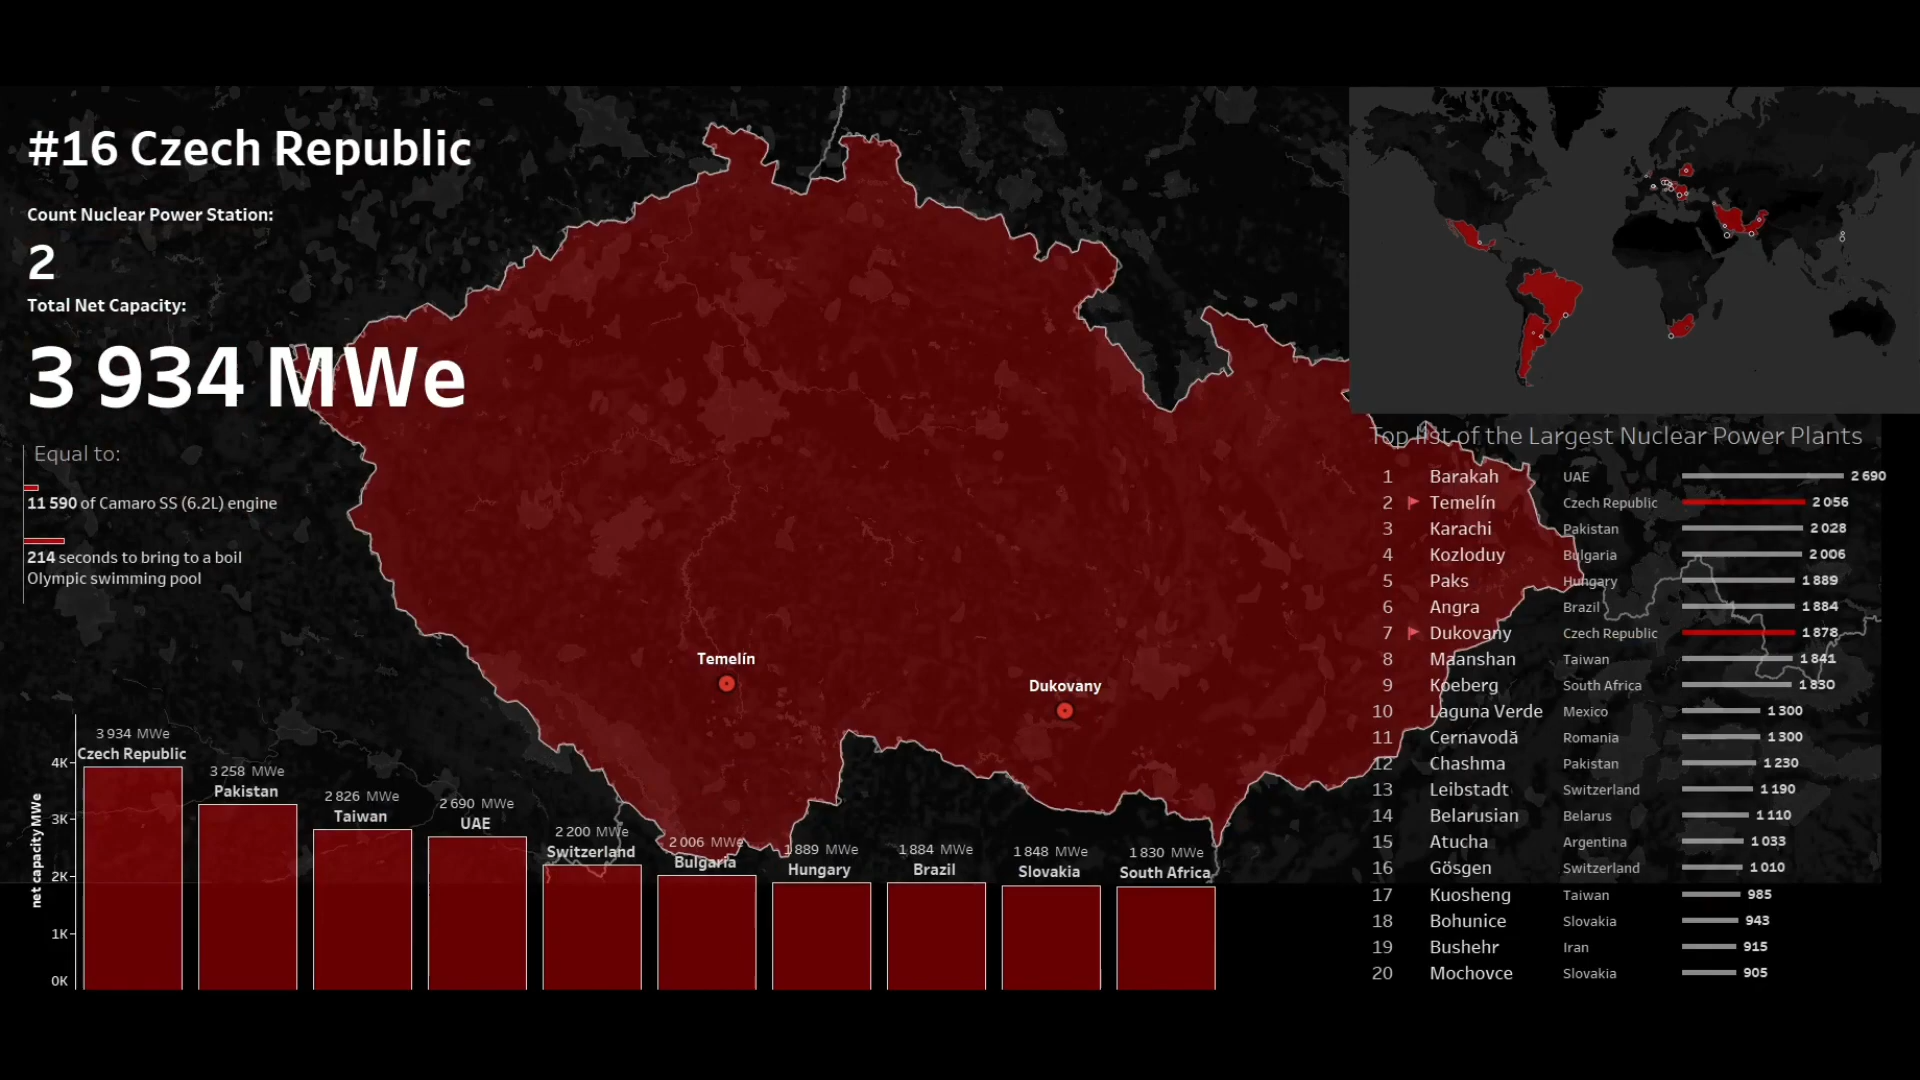 #16 Czech Republic
Count Nuclear Power Station:
2
Total Net Capacity:
3 934 MWe
Equal to:
11 590 of Camaro SS (6.2L) engine
214 seconds to bring to a boil
Olympic swimming pool
Temelín
Dukovany
net capacity MWe
4K
3K
2K
1K
0K
3 934 MWe
Czech Republic
3 258 MWe
Pakistan
2 826 MWe
Taiwan
2 690 MWe
UAE
2 200 MWe
Switzerland
2 006 MWe
Bulgaria
1 889 MWe
Hungary
1 884 MWe
Brazil
1 848 MWe
Slovakia
1 830 MWe
South Africa
Top list of the Largest Nuclear Power Plants
1 Barakah UAE 2 690
2 Temelín Czech Republic 2 056
3 Karachi Pakistan 2 028
4 Kozloduy Bulgaria 2 006
5 Paks Hungary 1 889
6 Angra Brazil 1 884
7 Dukovany Czech Republic 1 878
8 Maanshan Taiwan 1 841
9 Koeberg South Africa 1 830
10 Laguna Verde Mexico 1 300
11 Cernavodă Romania 1 300
12 Chashma Pakistan 1 230
13 Leibstadt Switzerland 1 190
14 Belarusian Belarus 1 110
15 Atucha Argentina 1 033
16 Gösgen Switzerland 1 010
17 Kuosheng Taiwan 985
18 Bohunice Slovakia 943
19 Bushehr Iran 915
20 Mochovce Slovakia 905